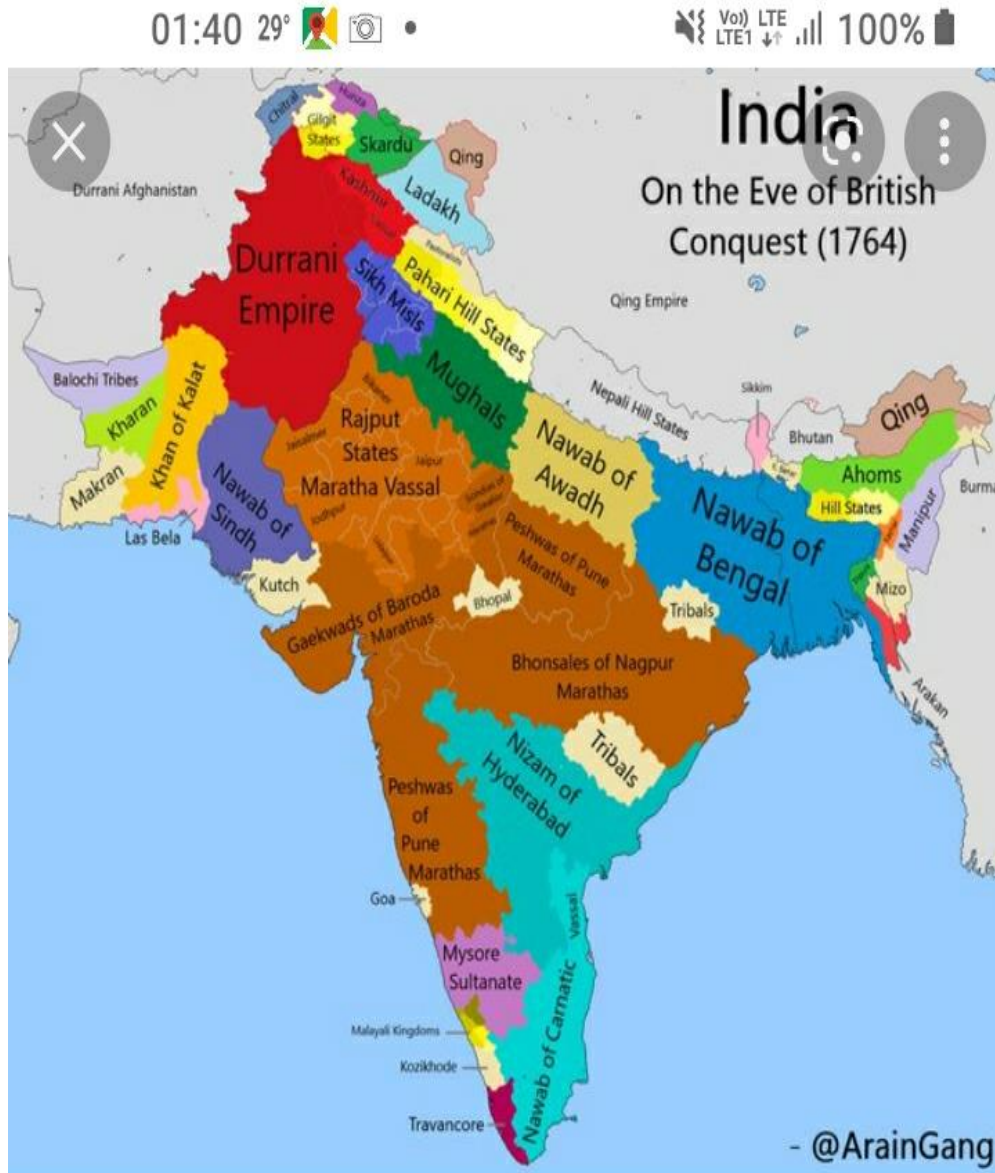 01:40 29°
Vo)) LTE
LTE1
100%
India
On the Eve of British
Conquest (1764)
Chitral
Hunza
Gilgit
States
Skardu
Qing
Durrani Afghanistan
Kashmir
Ladakh
Durrani
Empire
Sikh Misls
Pahari Hill States
Qing Empire
Balochi Tribes
Kharan
Khan of Kalat
Makran
Las Bela
Mughals
Nepali Hill States
Sikkim
Bhutan
Qing
Ahoms
Hill States
Manipur
Burma
Mizo
Arakan
Bikaner
Rajput
States
Jaisalmer
Jaipur
Maratha Vassal
Jodhpur
Nawab of
Sindh
Nawab of
Awadh
Nawab of
Bengal
Kutch
Peshwas of Pune
Marathas
Bhopal
Gaekwads of Baroda
Marathas
Tribals
Bhonsales of Nagpur
Marathas
Tribals
Nizam of
Hyderabad
Peshwas
of
Pune
Marathas
Goa
Vassal
Mysore
Sultanate
Nawab of Carnatic
Malayali Kingdoms
Kozikhode
Travancore
- @ArainGang